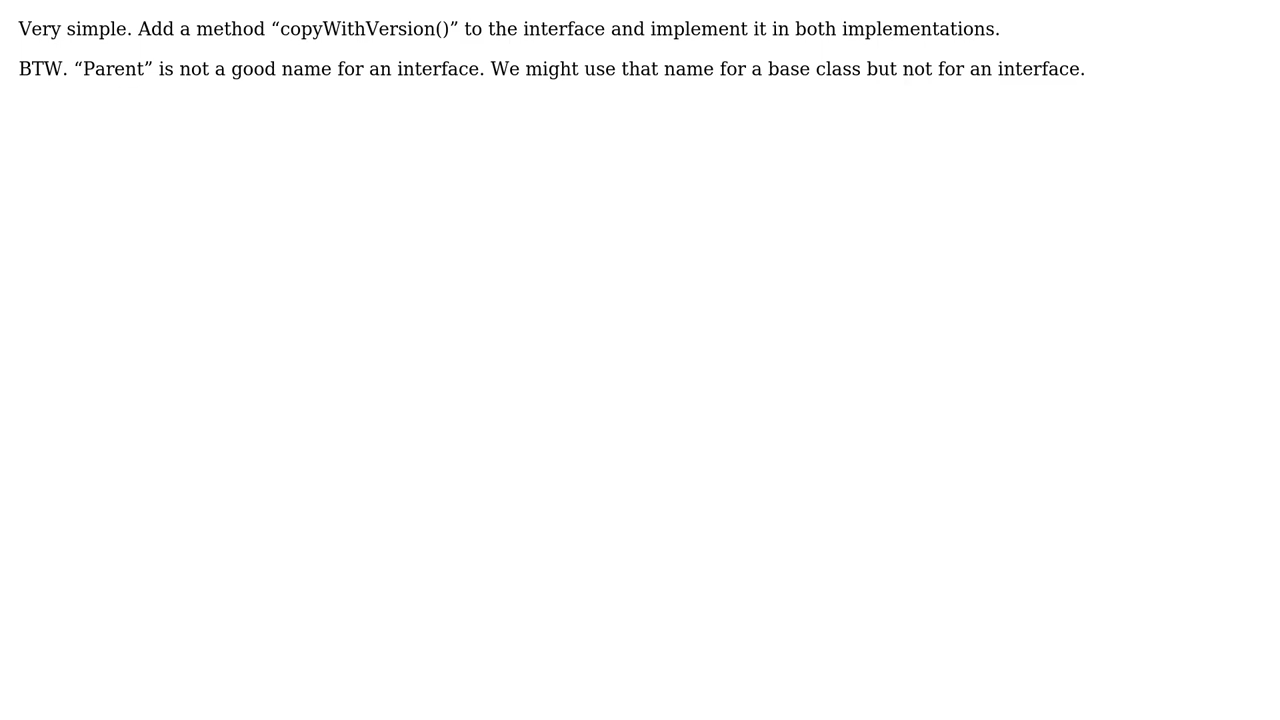 Very simple. Add a method “copyWithVersion()” to the interface and implement it in both implementations.
BTW. “Parent” is not a good name for an interface. We might use that name for a base class but not for an interface.